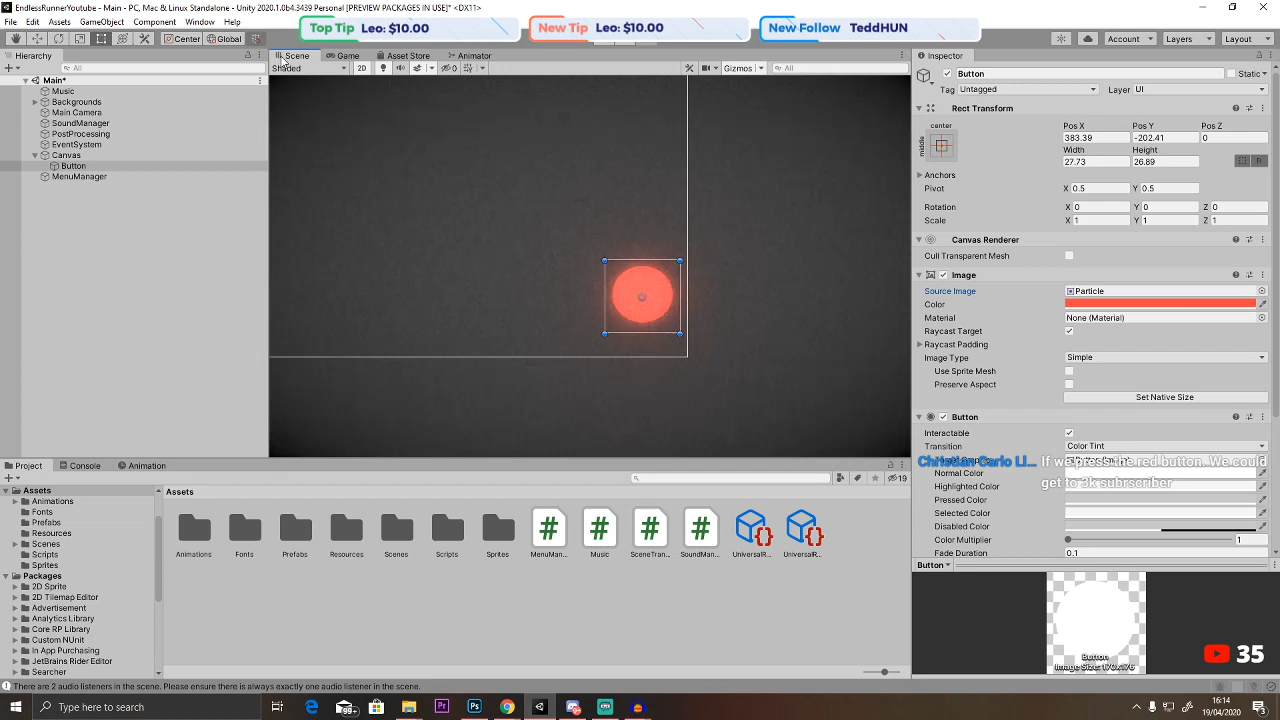 EndlessRunnerYoutube - Main - PC, Mac & Linux Standalone - Unity 2020.1.0b4.3469 Personal [PREVIEW PACKAGES IN USE]* <DX11>
File Edit Assets GameObject Component
Top Tip Leo: $10.00
New Tip Leo: $10.00
New Follow TeddHUN
Center Global
Account Layers Layout
Hierarchy
All
Main*
Music
Backgrounds
Main Camera
SoundManager
PostProcessing
EventSystem
Canvas
Button
MenuManager
Scene Game Asset Store Animator
Shaded 2D 0 Gizmos All
Inspector
Button Static
Tag Untagged Layer UI
Rect Transform
center
middle
Pos X Pos Y Pos Z
383.39 -202.41 0
Width Height
27.73 26.89
R
Anchors
Pivot X 0.5 Y 0.5
Rotation X 0 Y 0 Z 0
Scale X 1 Y 1 Z 1
Canvas Renderer
Cull Transparent Mesh
Image
Source Image Particle
Color
Material None (Material)
Raycast Target
Raycast Padding
Image Type Simple
Use Sprite Mesh
Preserve Aspect
Set Native Size
Button
Interactable
Transition Color Tint
Christian Carlo Li... If we press the red button..We could
get to 3k subrscriber
Normal Color
Highlighted Color
Pressed Color
Selected Color
Disabled Color
Color Multiplier 1
Fade Duration 0.1
Button
Button
Image Size: 170x176
35
Project Console Animation
19
Assets
Animations
Fonts
Prefabs
Resources
Scenes
Scripts
Sprites
Packages
2D Sprite
2D Tilemap Editor
Advertisement
Analytics Library
Core RP Library
Custom NUnit
In App Purchasing
JetBrains Rider Editor
Searcher
Assets
Animations Fonts Prefabs Resources Scenes Scripts Sprites MenuMan... Music SceneTran... SoundMan... UniversalR... UniversalR...
There are 2 audio listeners in the scene. Please ensure there is always exactly one audio listener in the scene.
Type here to search
99+
16:14
19/04/2020